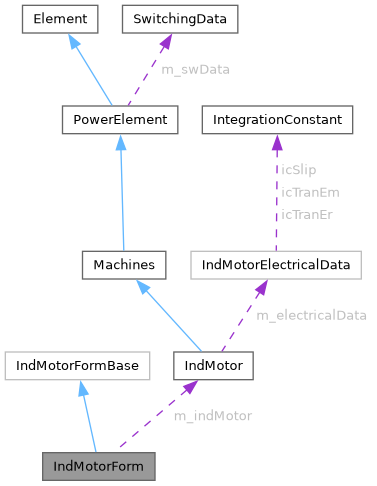 Element
SwitchingData
m_swData
PowerElement
IntegrationConstant
icSlip
icTranEm
icTranEr
Machines
IndMotorElectricalData
m_electricalData
IndMotorFormBase
IndMotor
m_indMotor
IndMotorForm